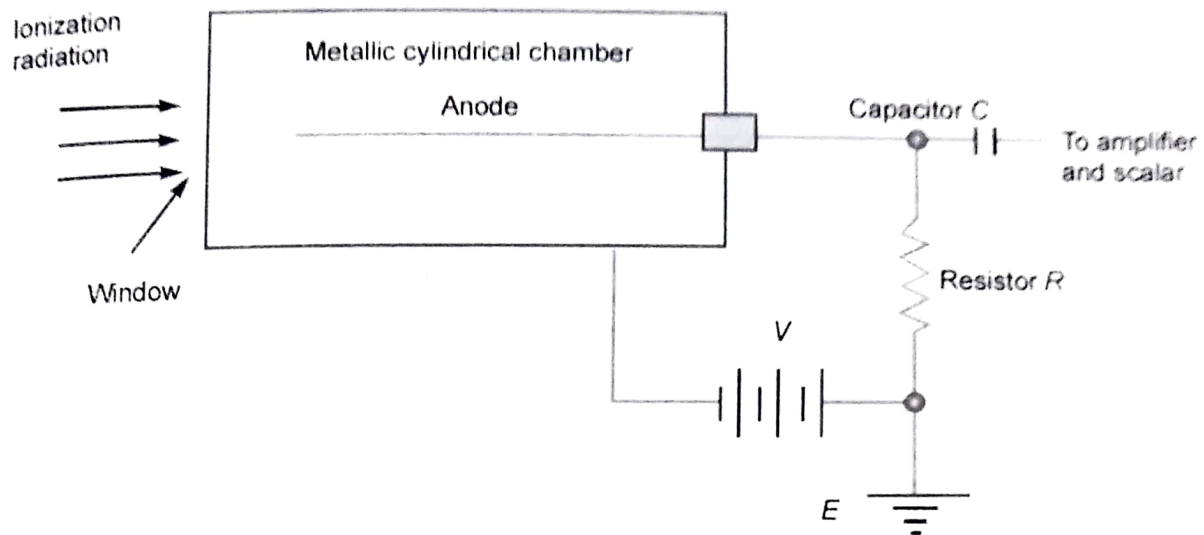 Ionization
radiation
Metallic cylindrical chamber
Anode
Capacitor C
To amplifier
and scalar
Window
Resistor R
V
E